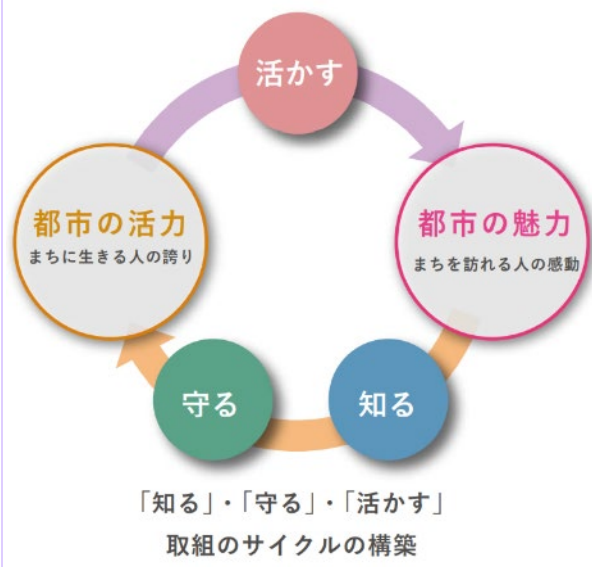 活かす
都市の活力
まちに生きる人の誇り
都市の魅力
まちを訪れる人の感動
守る
知る
「知る」・「守る」・「活かす」
取組のサイクルの構築